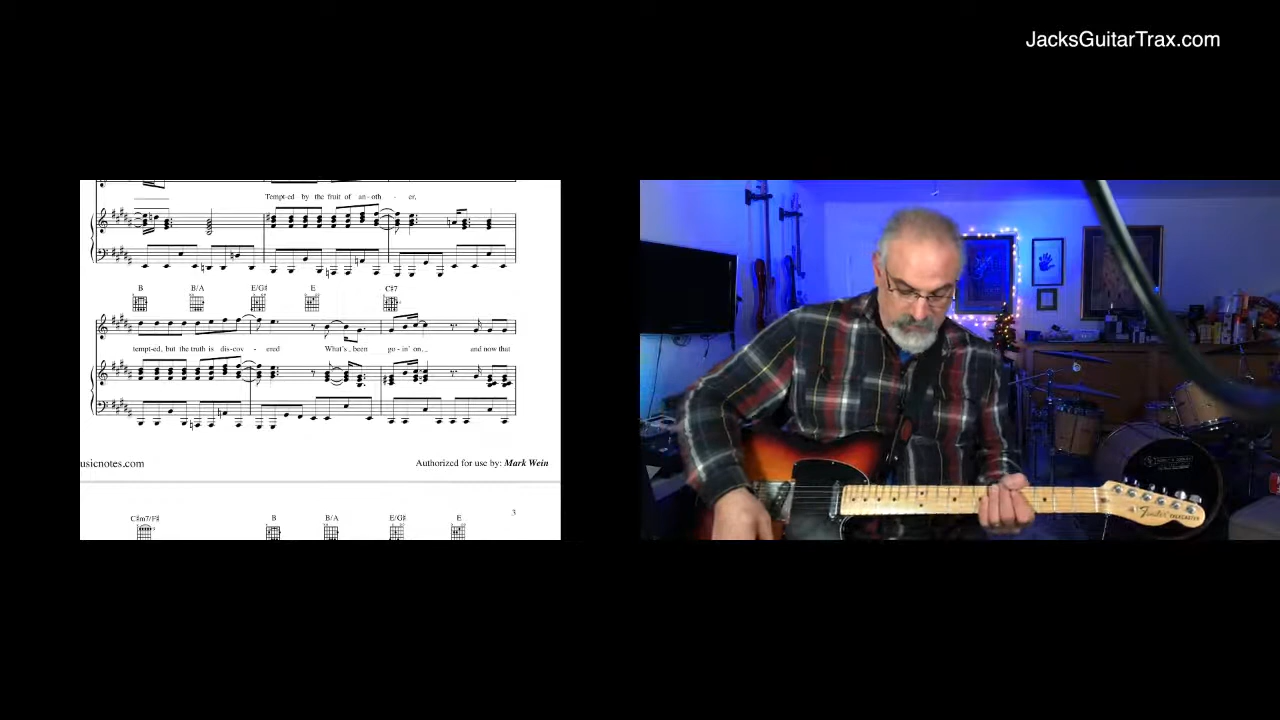 JacksGuitarTrax.com
Tempt-ed by the fruit of an-oth - er,
B B/A E/G# E C#7
tempt-ed, but the truth is dis-cov - ered What's been go-in' on, and now that
usicnotes.com Authorized for use by: Mark Wein
3
C#m7/F# B B/A E/G# E
Fender TELECASTER